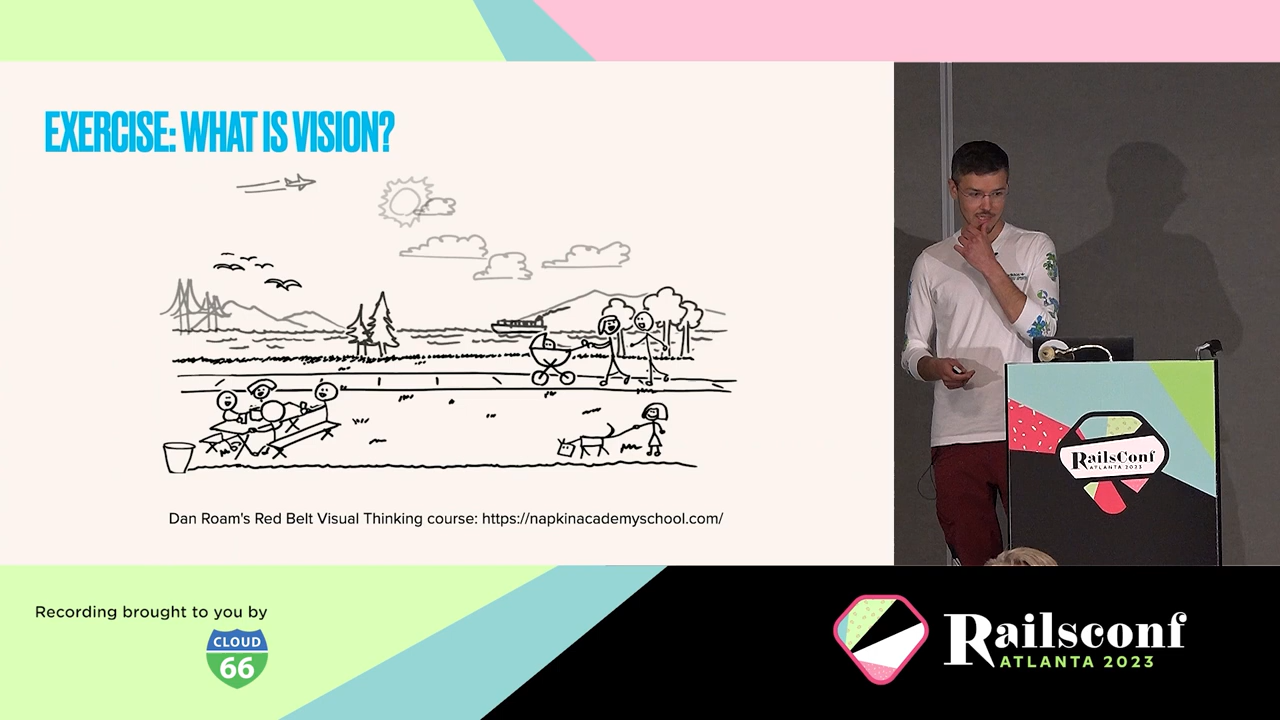 EXERCISE: WHAT IS VISION?
Dan Roam's Red Belt Visual Thinking course: https://napkinacademyschool.com/
RailsConf
ATLANTA 2023
Recording brought to you by
CLOUD
66
Railsconf
ATLANTA 2023